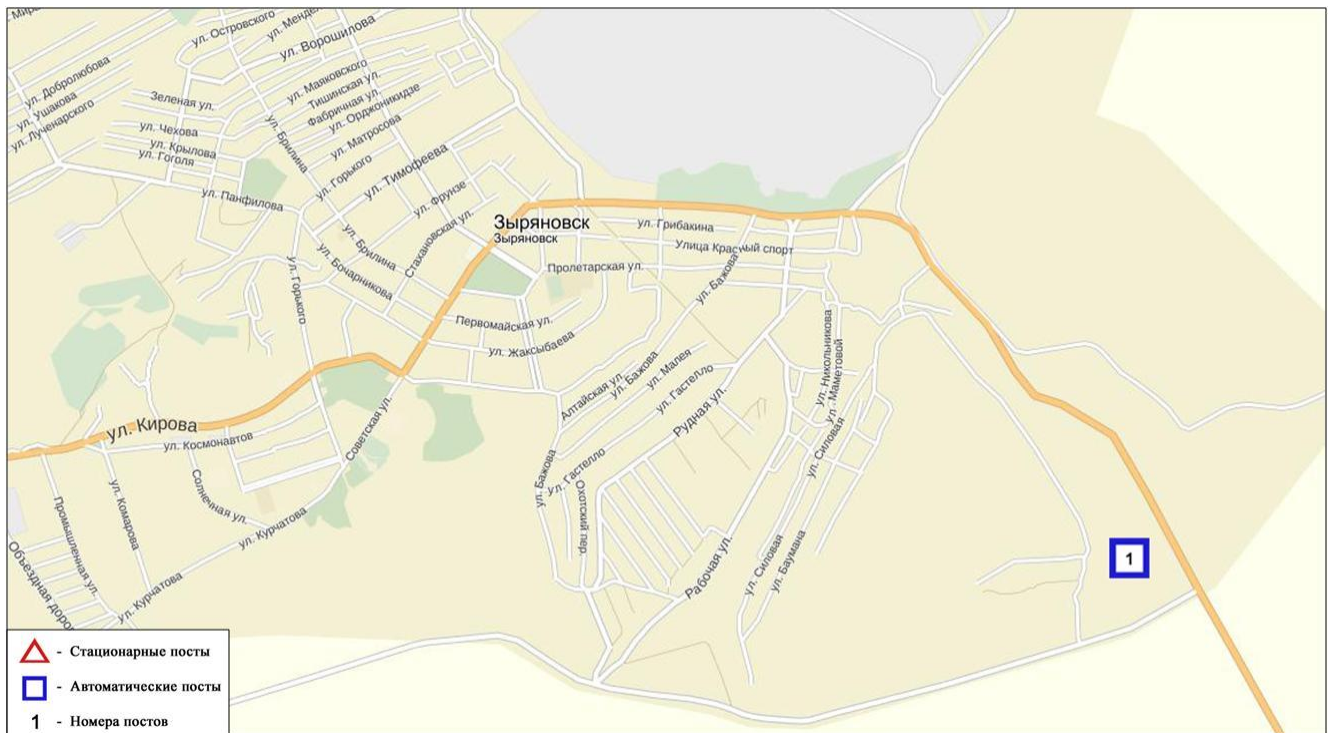 ул. Островского
ул. Ворошилова
ул. Добролюбова
ул. Ушакова
ул. Лученарского
Зеленая ул.
ул. Маяковского
Тишинская ул.
Фабричная ул.
ул. Орджоникидзе
ул. Чехова
ул. Крылова
ул. Гоголя
ул. Брилина
ул. Матросова
ул. Горького
ул. Тимофеева
ул. Панфилова
ул. Фрунзе
Стахановская ул.
Зыряновск
Зыряновск
ул. Грибакина
Улица Красный спорт
ул. Брилина
ул. Бочарникова
ул. Горького
Пролетарская ул.
ул. Бажова
Первомайская ул.
ул. Жаксыбаева
ул. Никольникова
ул. Маметовой
Алтайская ул.
ул. Бажова
ул. Малея
ул. Гастелло
Рудная ул.
ул. Кирова
ул. Космонавтов
Советская ул.
ул. Силовая
ул. Бажова
ул. Гастелло
Охотский пер.
Солнечная ул.
ул. Комарова
Промышленная ул.
ул. Курчатова
ул. Курчатова
Рабочая ул.
ул. Силовая
ул. Баумана
1
- Стационарные посты
- Автоматические посты
1 - Номера постов